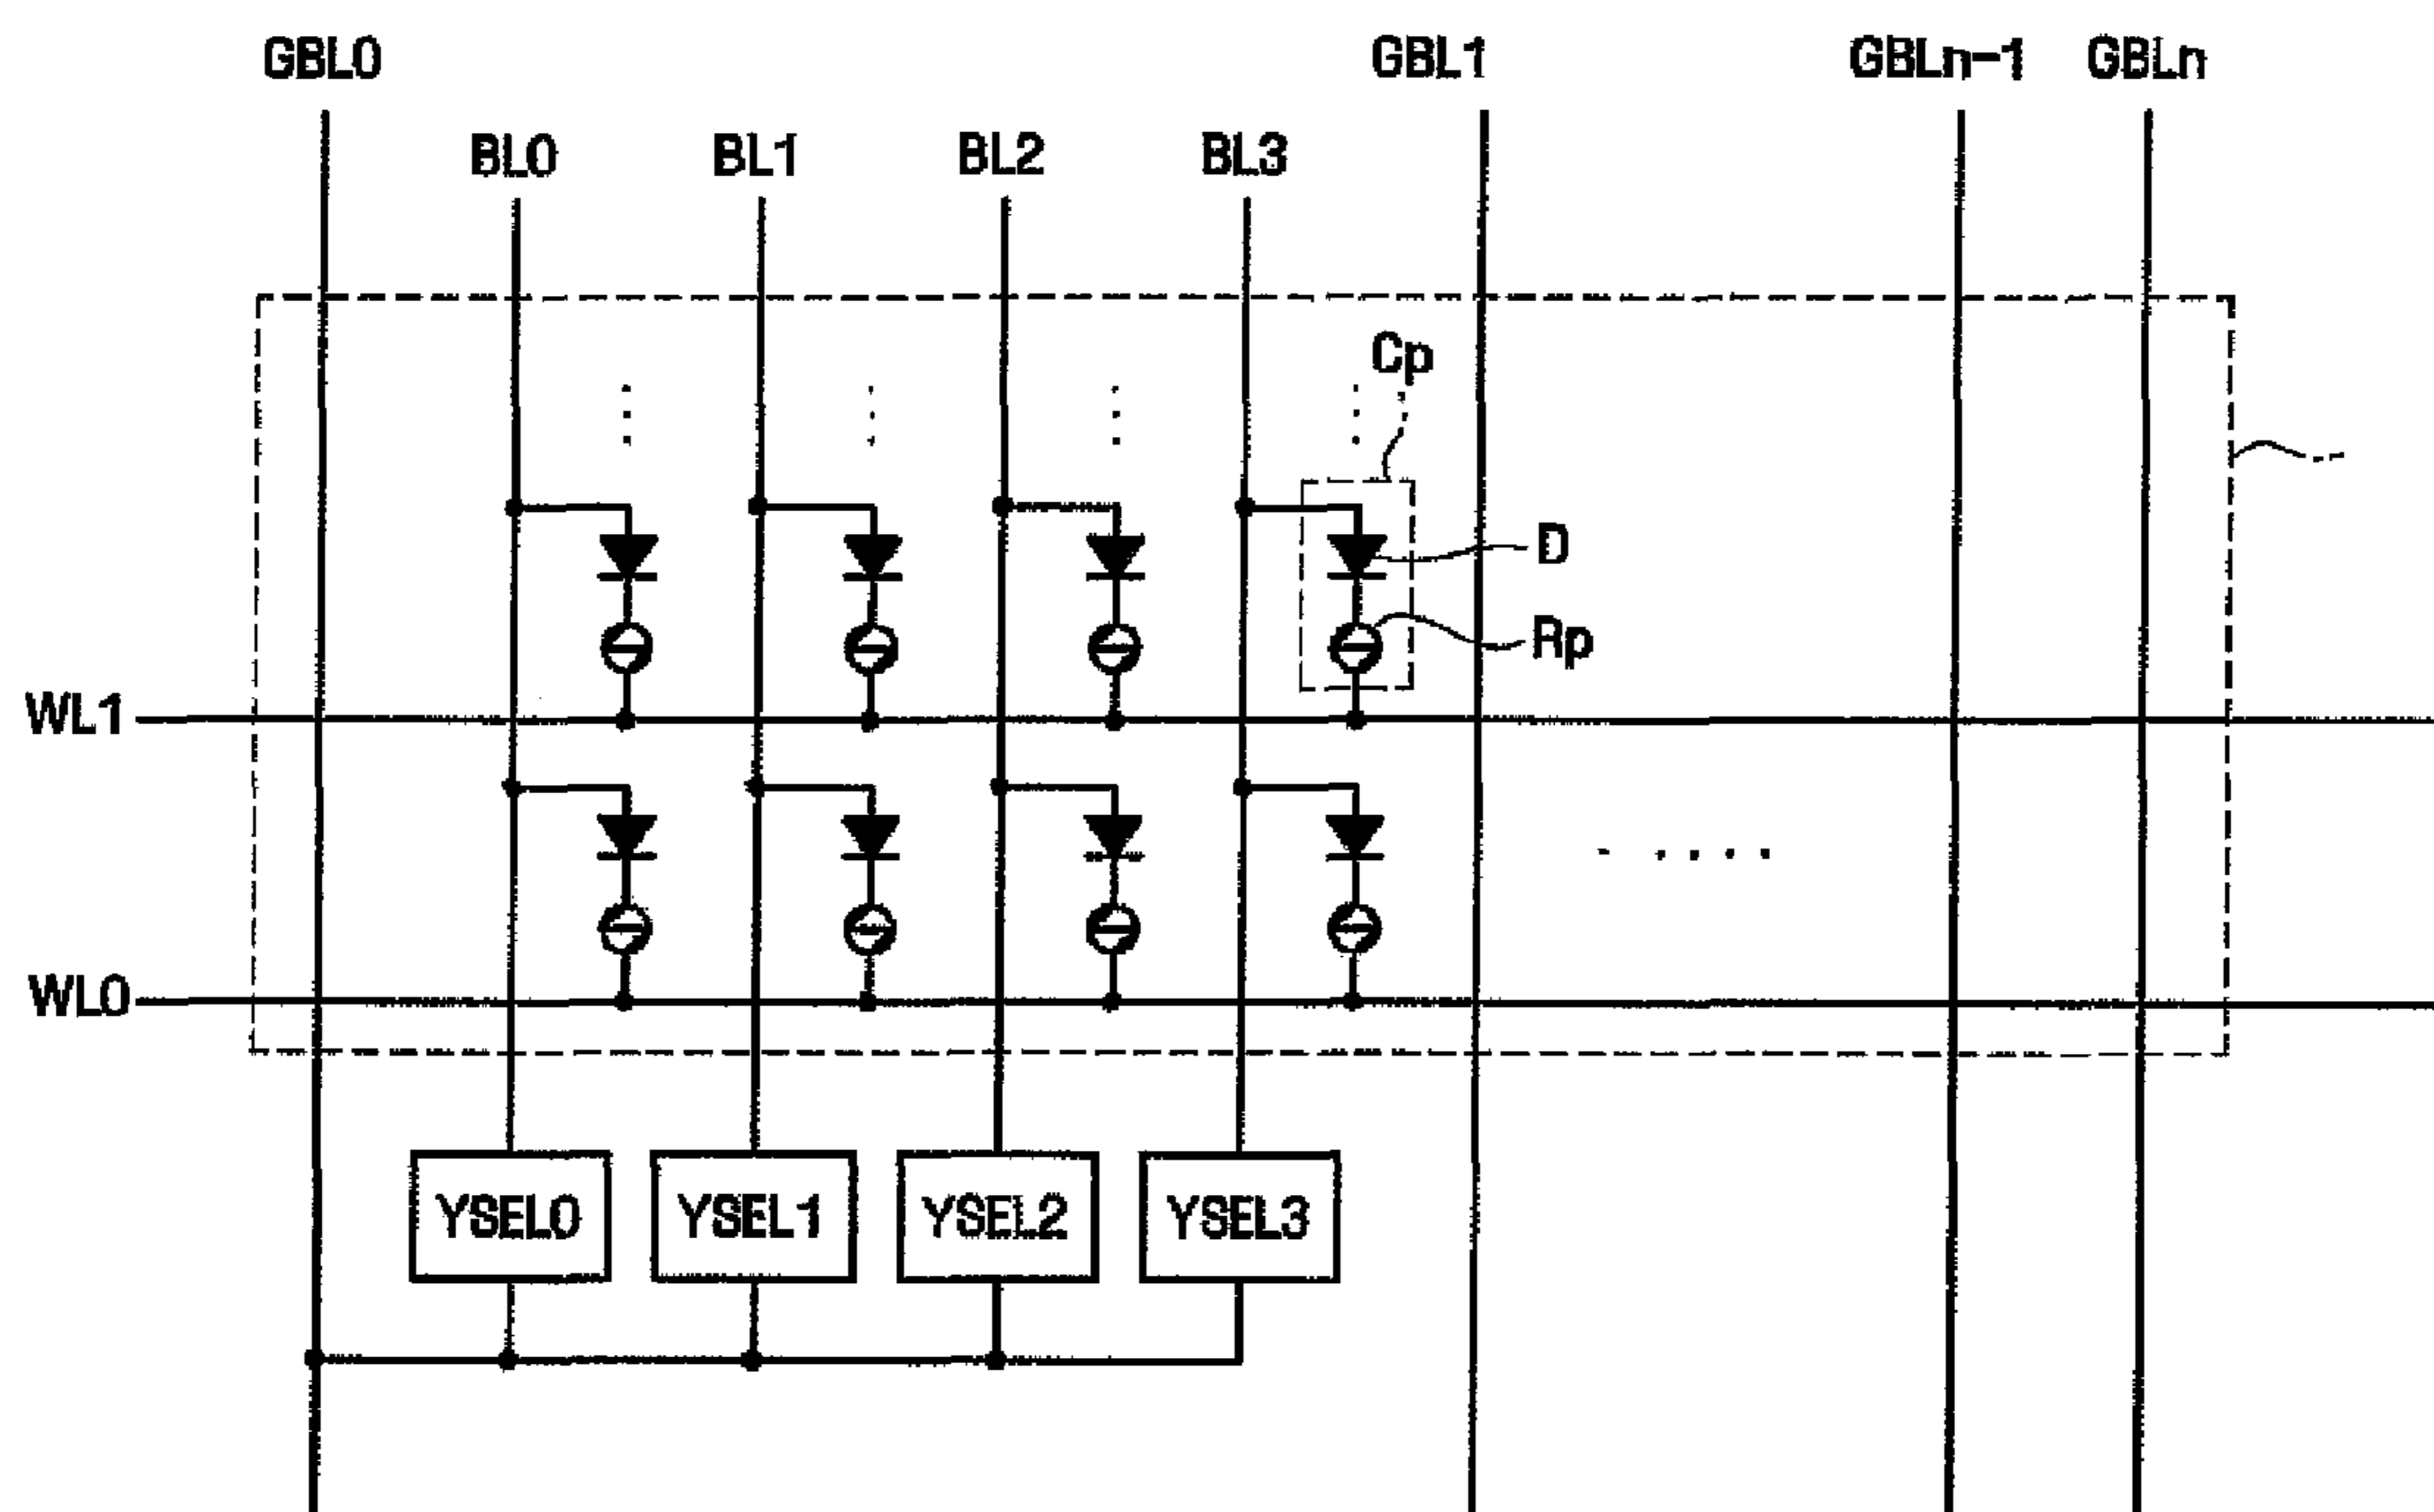 GBL0 GBL1 GBLn-1 GBLn
BL0 BL1 BL2 BL3
Cp
D
Rp
WL1
WL0
YSEL0 YSEL1 YSEL2 YSEL3